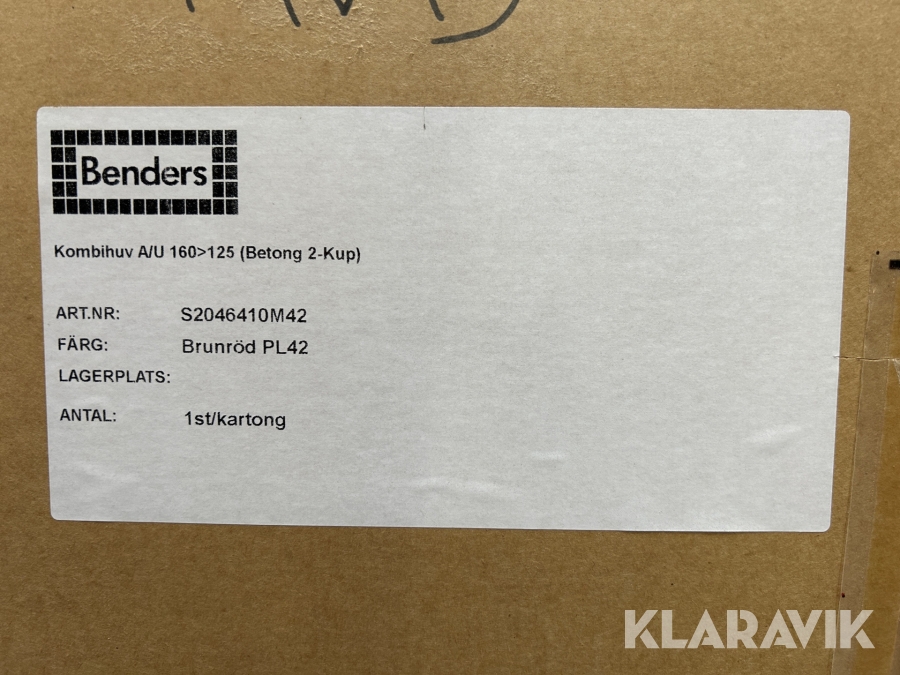 Benders
Kombihuv A/U 160>125 (Betong 2-Kup)
ART.NR: S2046410M42
FÄRG: Brunröd PL42
LAGERPLATS:
ANTAL: 1st/kartong
KLARAVIK